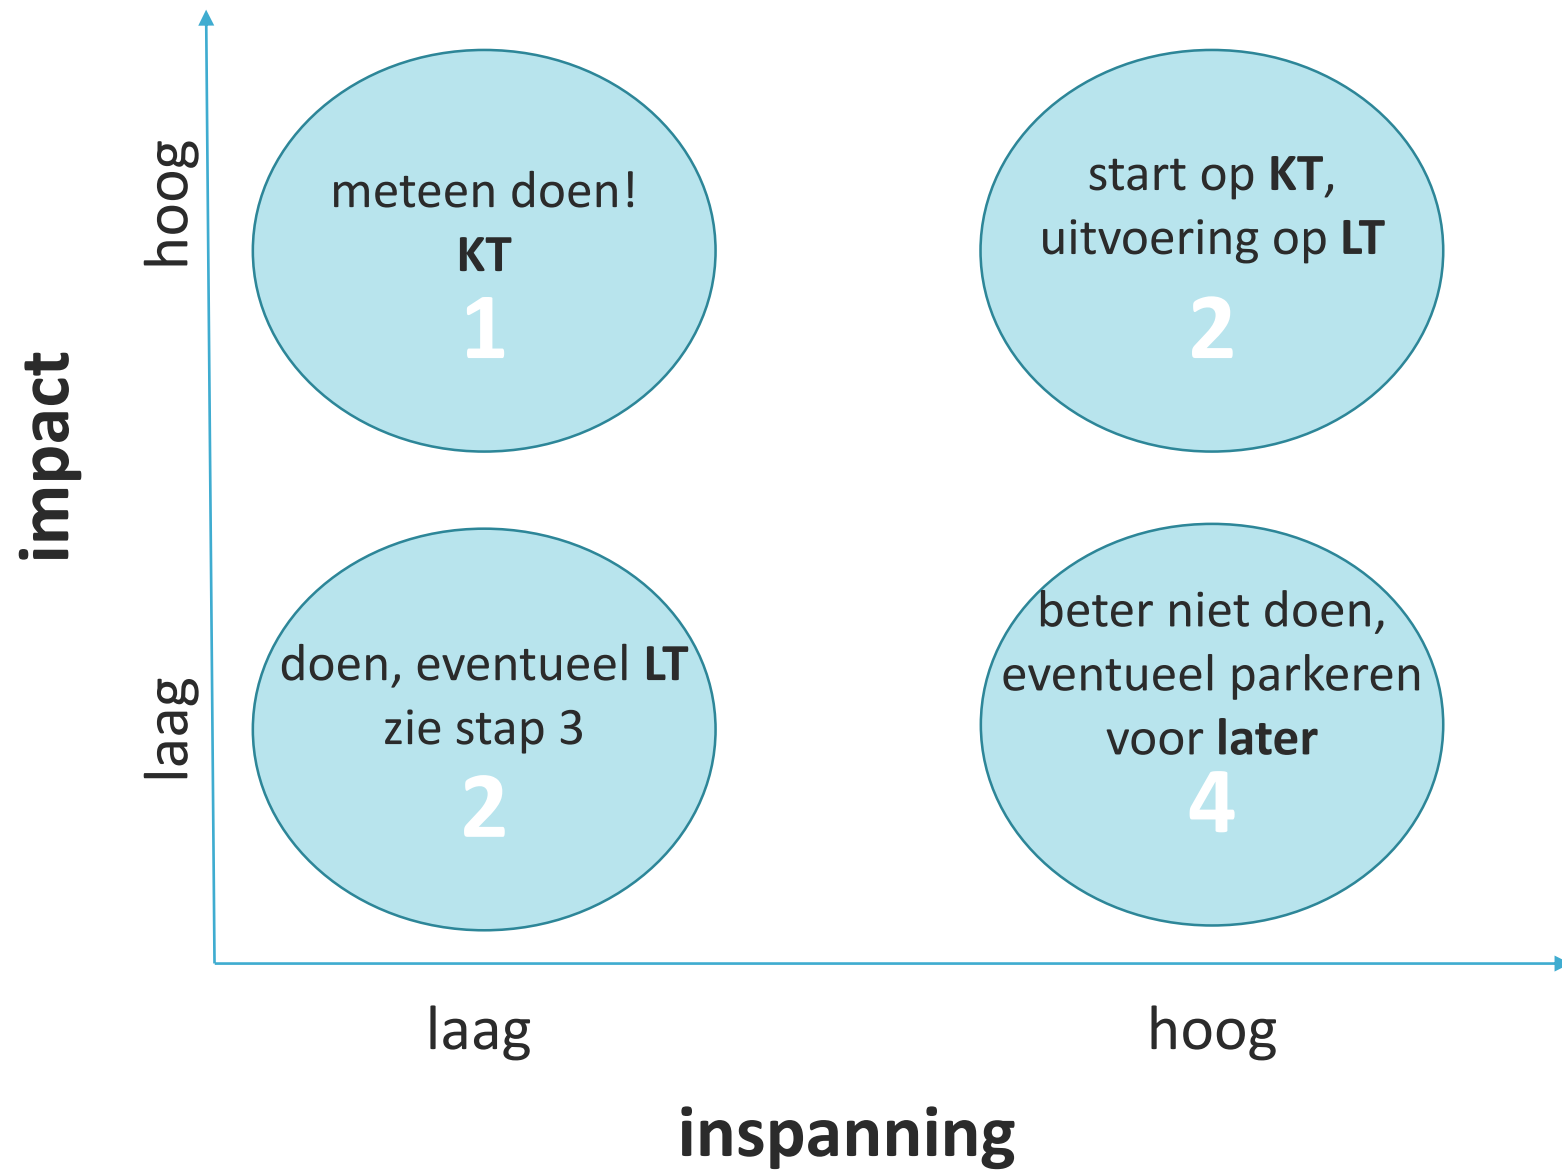 impact
hoog
laag
meteen doen!
KT
1
start op KT,
uitvoering op LT
2
doen, eventueel LT
zie stap 3
2
beter niet doen,
eventueel parkeren
voor later
4
laag
hoog
inspanning